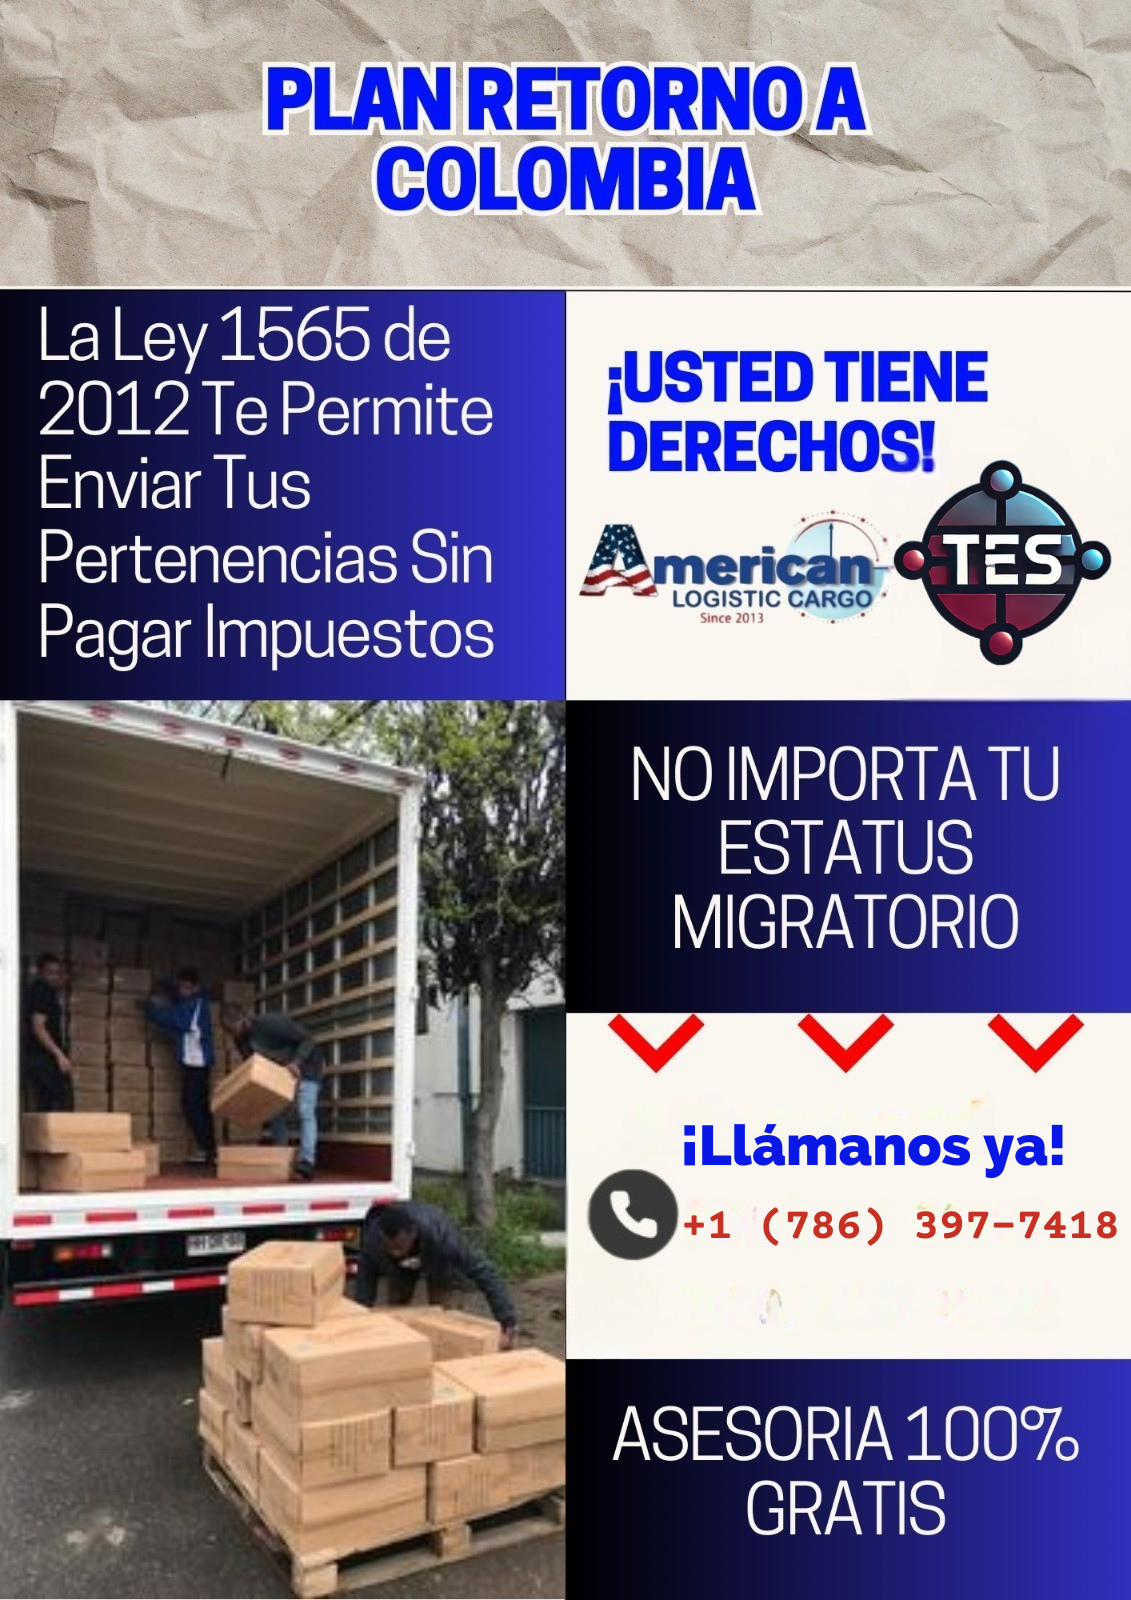 PLAN RETORNO A
COLOMBIA
La Ley 1565 de
2012 Te Permite
Enviar Tus
Pertenencias Sin
Pagar Impuestos
¡USTED TIENE
DERECHOS!
American
LOGISTIC CARGO
Since 2013
TES
NO IMPORTA TU
ESTATUS
MIGRATORIO
¡Llámanos ya!
+1 (786) 397-7418
ASESORIA 100%
GRATIS